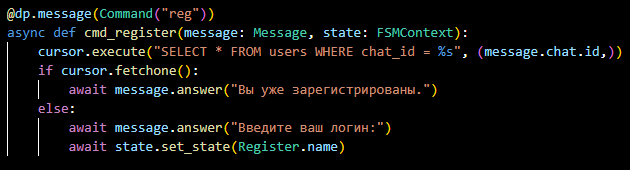 @dp.message(Command("reg"))
async def cmd_register(message: Message, state: FSMContext):
    cursor.execute("SELECT * FROM users WHERE chat_id = %s", (message.chat.id,))
    if cursor.fetchone():
        await message.answer("Вы уже зарегистрированы.")
    else:
        await message.answer("Введите ваш логин:")
        await state.set_state(Register.name)